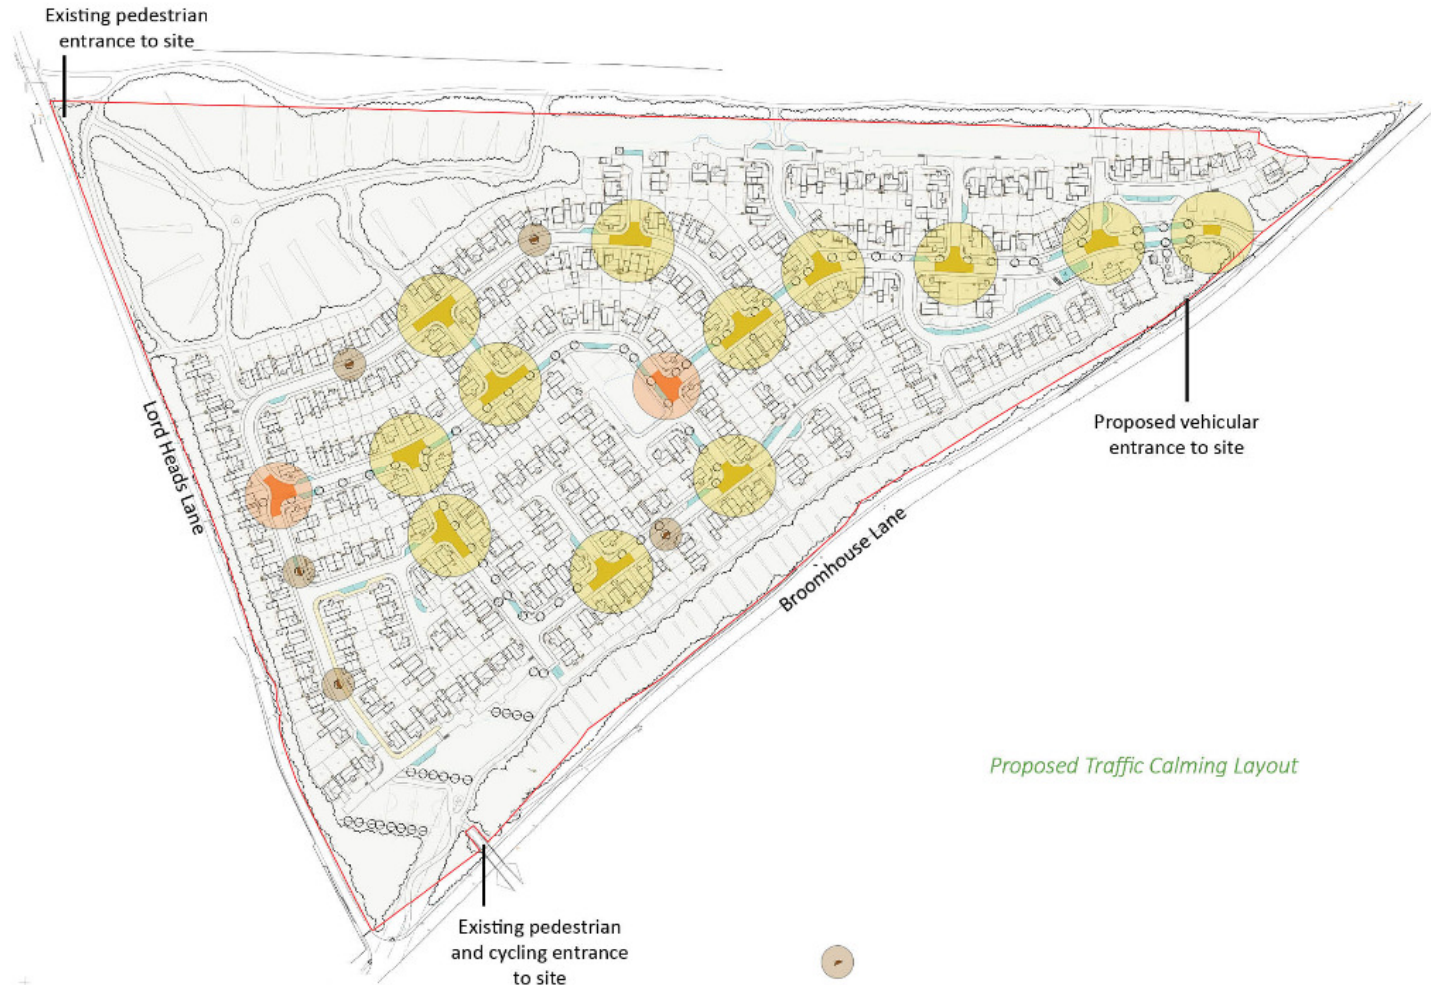 Existing pedestrian
entrance to site
Lord Heads Lane
Proposed vehicular
entrance to site
Broomhouse Lane
Proposed Traffic Calming Layout
Existing pedestrian
and cycling entrance
to site